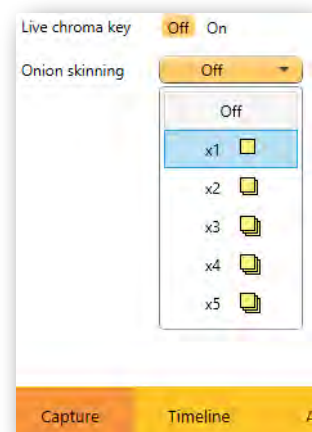 Live chroma key Off On
Onion skinning Off
Off
x1
x2
x3
x4
x5
Capture Timeline